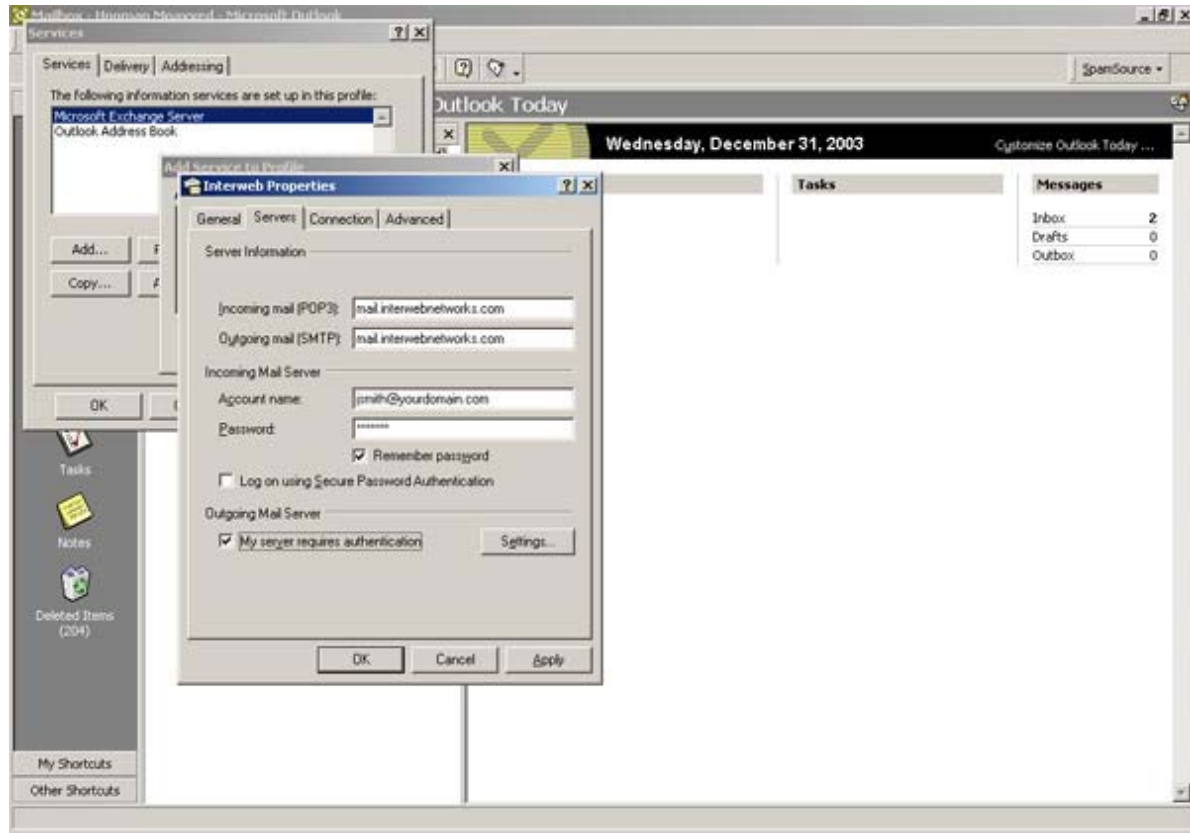 Mailbox - Hooman Moayyed - Microsoft Outlook
Services
Services Delivery Addressing
The following information services are set up in this profile:
Microsoft Exchange Server
Outlook Address Book
Add...
Copy...
OK
Add Service to Profile
Interweb Properties
General Servers Connection Advanced
Server Information
Incoming mail (POP3): mail.interwebnetworks.com
Outgoing mail (SMTP): mail.interwebnetworks.com
Incoming Mail Server
Account name: jsmith@yourdomain.com
Password: *******
Remember password
Log on using Secure Password Authentication
Outgoing Mail Server
My server requires authentication Settings...
OK Cancel Apply
SpamSource
Outlook Today
Wednesday, December 31, 2003 Customize Outlook Today ...
Tasks Messages
Inbox 2
Drafts 0
Outbox 0
Tasks
Notes
Deleted Items
(204)
My Shortcuts
Other Shortcuts